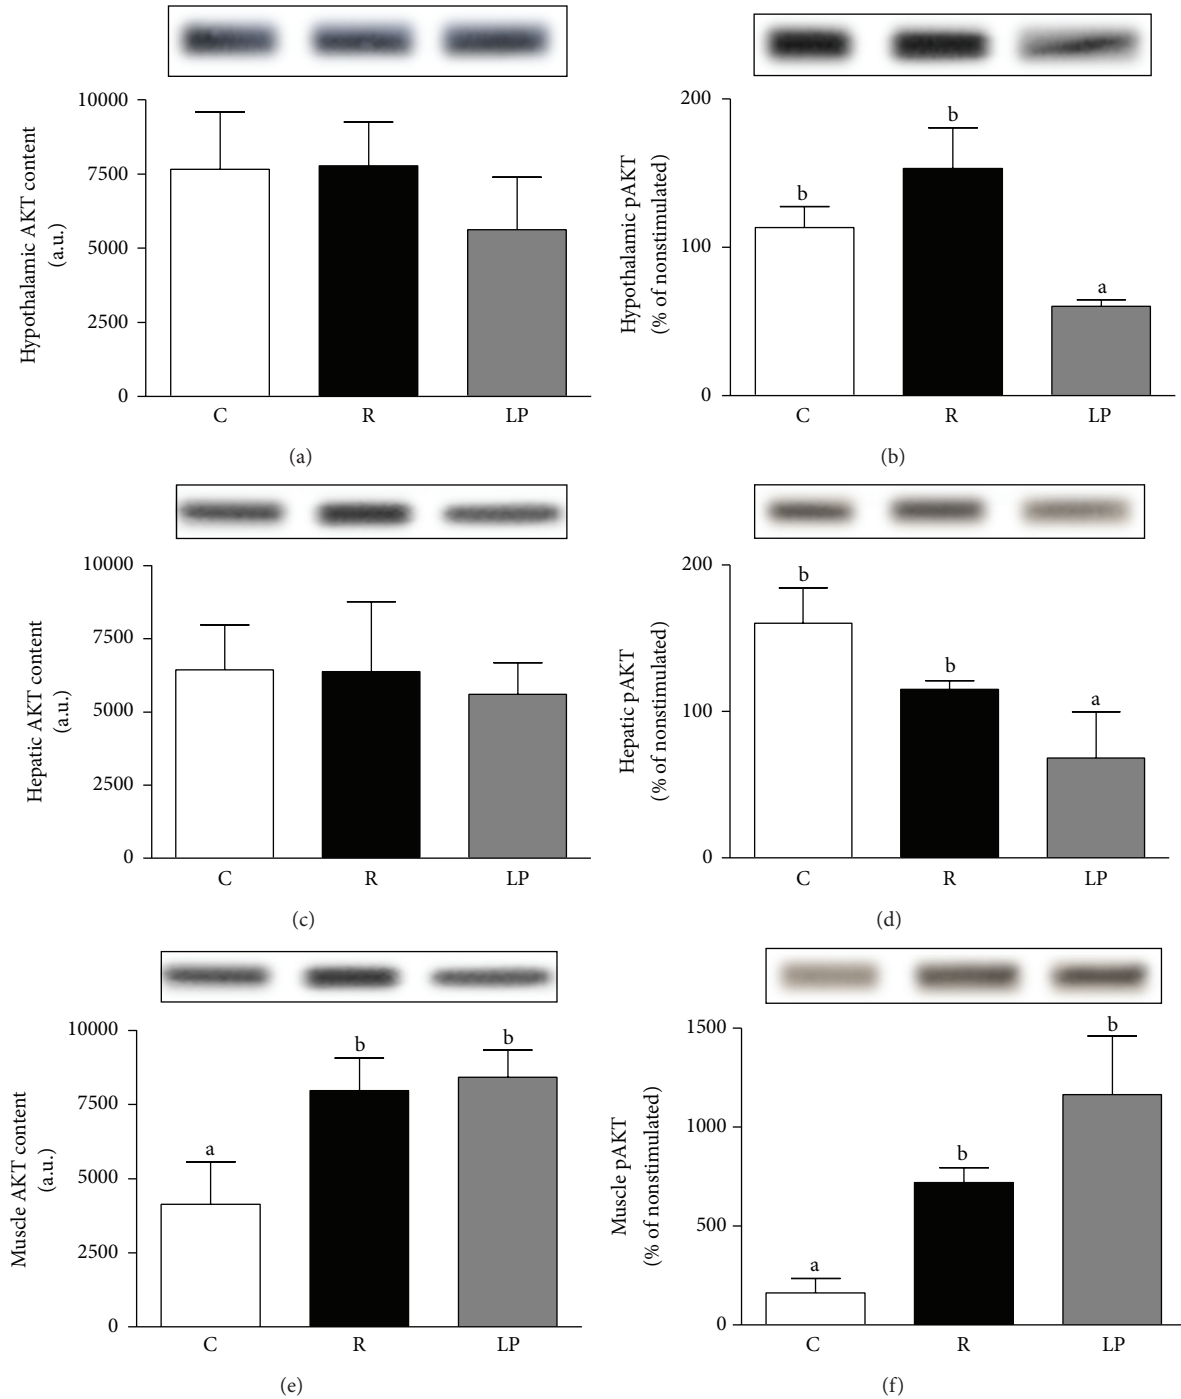 10000
7500
5000
2500
0
Hypothalamic AKT content
(a.u.)
C R LP
(a)
200
100
0
Hypothalamic pAKT
(% of nonstimulated)
b
b
a
C R LP
(b)
10000
7500
5000
2500
0
Hepatic AKT content
(a.u.)
C R LP
(c)
200
100
0
Hepatic pAKT
(% of nonstimulated)
b
b
a
C R LP
(d)
10000
7500
5000
2500
0
Muscle AKT content
(a.u.)
a
b
b
C R LP
(e)
1500
1000
500
0
Muscle pAKT
(% of nonstimulated)
a
b
b
C R LP
(f)